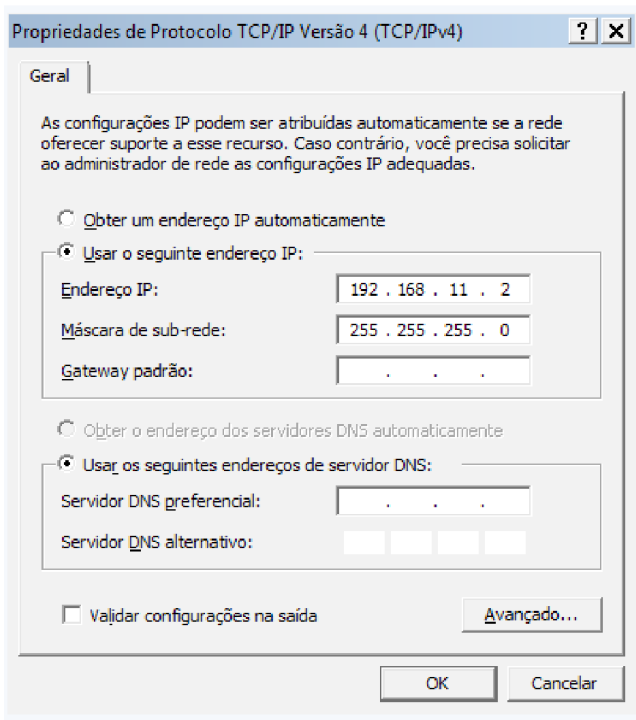 Propriedades de Protocolo TCP/IP Versão 4 (TCP/IPv4)
Geral
As configurações IP podem ser atribuídas automaticamente se a rede
oferecer suporte a esse recurso. Caso contrário, você precisa solicitar
ao administrador de rede as configurações IP adequadas.
Obter um endereço IP automaticamente
Usar o seguinte endereço IP:
Endereço IP: 192 . 168 . 11 . 2
Máscara de sub-rede: 255 . 255 . 255 . 0
Gateway padrão: . . .
Obter o endereço dos servidores DNS automaticamente
Usar os seguintes endereços de servidor DNS:
Servidor DNS preferencial: . . .
Servidor DNS alternativo:
Validar configurações na saída
Avançado...
OK Cancelar